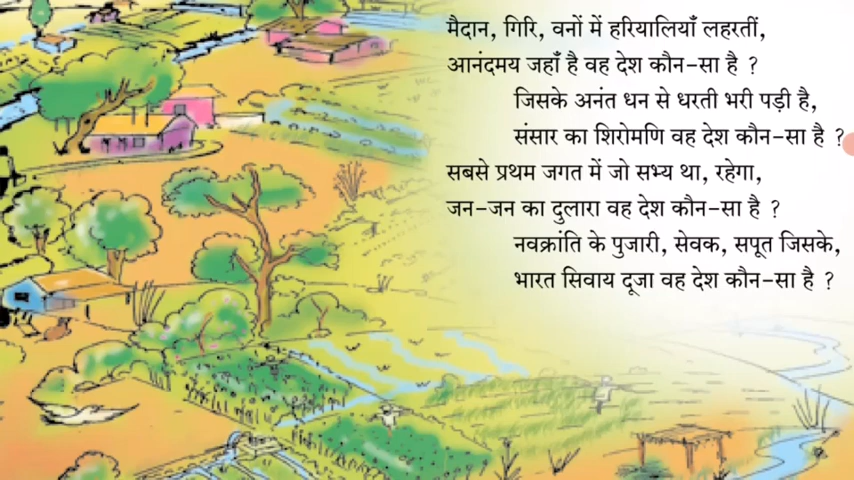 मैदान, गिरि, वनों में हरियालियाँ लहरतीं,
आनंदमय जहाँ है वह देश कौन-सा है ?
जिसके अनंत धन से धरती भरी पड़ी है,
संसार का शिरोमणि वह देश कौन-सा है ?
सबसे प्रथम जगत में जो सभ्य था, रहेगा,
जन-जन का दुलारा वह देश कौन-सा है ?
नवक्रांति के पुजारी, सेवक, सपूत जिसके,
भारत सिवाय दूजा वह देश कौन-सा है ?